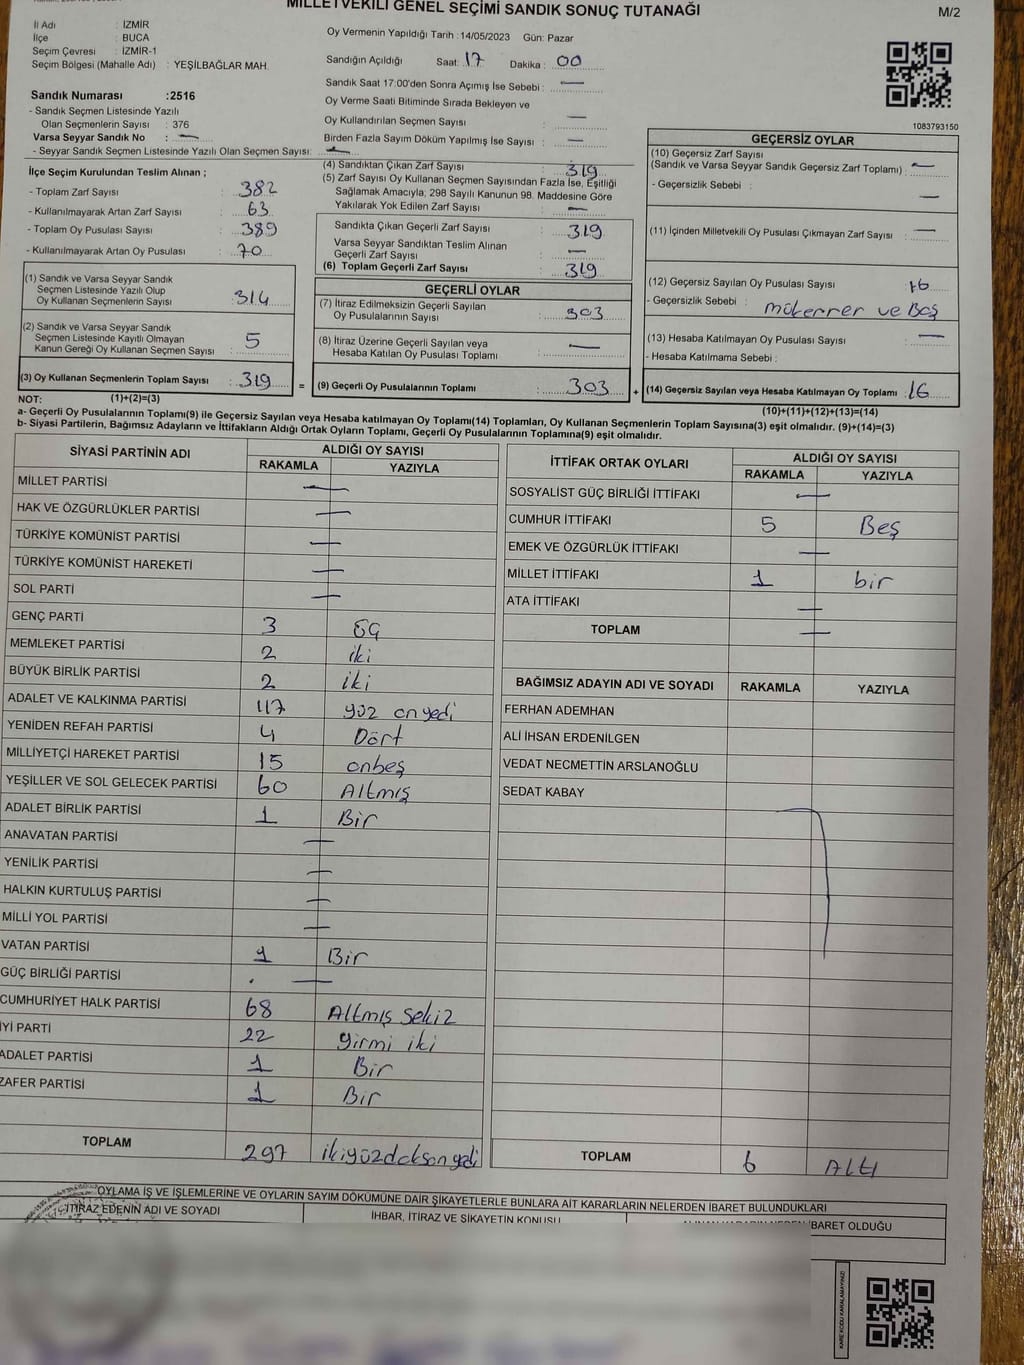 MİLLETVEKİLİ GENEL SEÇİMİ SANDIK SONUÇ TUTANAĞI
M/2
İl Adı : İZMİR
İlçe : BUCA
Seçim Çevresi : İZMİR-1
Seçim Bölgesi (Mahalle Adı) : YEŞİLBAĞLAR MAH.
Sandık Numarası :2516
- Sandık Seçmen Listesinde Yazılı
Olan Seçmenlerin Sayısı : 376
Varsa Seyyar Sandık No : —
- Seyyar Sandık Seçmen Listesinde Yazılı Olan Seçmen Sayısı: —
Oy Vermenin Yapıldığı Tarih :14/05/2023 Gün: Pazar
Sandığın Açıldığı Saat: 17 Dakika : 00
Sandık Saat 17:00'den Sonra Açımış İse Sebebi : —
Oy Verme Saati Bitiminde Sırada Bekleyen ve
Oy Kullandırılan Seçmen Sayısı : —
Birden Fazla Sayım Döküm Yapılmış İse Sayısı : —
1083793150
İlçe Seçim Kurulundan Teslim Alınan ;
- Toplam Zarf Sayısı : 382
- Kullanılmayarak Artan Zarf Sayısı : 63
- Toplam Oy Pusulası Sayısı : 389
- Kullanılmayarak Artan Oy Pusulası : 70
(1) Sandık ve Varsa Seyyar Sandık
Seçmen Listesinde Yazılı Olup
Oy Kullanan Seçmenlerin Sayısı : 314
(2) Sandık ve Varsa Seyyar Sandık
Seçmen Listesinde Kayıtlı Olmayan
Kanun Gereği Oy Kullanan Seçmen Sayısı : 5
(3) Oy Kullanan Seçmenlerin Toplam Sayısı : 319
(4) Sandıktan Çıkan Zarf Sayısı : 319
(5) Zarf Sayısı Oy Kullanan Seçmen Sayısından Fazla İse, Eşitliği
Sağlamak Amacıyla, 298 Sayılı Kanunun 98. Maddesine Göre
Yakılarak Yok Edilen Zarf Sayısı : —
Sandıkta Çıkan Geçerli Zarf Sayısı : 319
Varsa Seyyar Sandıktan Teslim Alınan
Geçerli Zarf Sayısı : —
(6) Toplam Geçerli Zarf Sayısı : 319
GEÇERLİ OYLAR
(7) İtiraz Edilmeksizin Geçerli Sayılan
Oy Pusulalarının Sayısı : 303
(8) İtiraz Üzerine Geçerli Sayılan veya
Hesaba Katılan Oy Pusulası Toplamı : —
= (9) Geçerli Oy Pusulalarının Toplamı : 303
GEÇERSİZ OYLAR
(10) Geçersiz Zarf Sayısı
(Sandık ve Varsa Seyyar Sandık Geçersiz Zarf Toplamı) : —
- Geçersizlik Sebebi : —
(11) İçinden Milletvekili Oy Pusulası Çıkmayan Zarf Sayısı : —
(12) Geçersiz Sayılan Oy Pusulası Sayısı : 16
- Geçersizlik Sebebi : mükerrer ve Boş
(13) Hesaba Katılmayan Oy Pusulası Sayısı : —
- Hesaba Katılmama Sebebi :
+ (14) Geçersiz Sayılan veya Hesaba Katılmayan Oy Toplamı : 16
NOT: (1)+(2)=(3)
(10)+(11)+(12)+(13)=(14)
a- Geçerli Oy Pusulalarının Toplamı(9) ile Geçersiz Sayılan veya Hesaba katılmayan Oy Toplamı(14) Toplamları, Oy Kullanan Seçmenlerin Toplam Sayısına(3) eşit olmalıdır. (9)+(14)=(3)
b- Siyasi Partilerin, Bağımsız Adayların ve İttifakların Aldığı Ortak Oyların Toplamı, Geçerli Oy Pusulalarının Toplamına(9) eşit olmalıdır.
SİYASİ PARTİNİN ADI ALDIĞI OY SAYISI
RAKAMLA YAZIYLA
MİLLET PARTİSİ —
HAK VE ÖZGÜRLÜKLER PARTİSİ —
TÜRKİYE KOMÜNİST PARTİSİ —
TÜRKİYE KOMÜNİST HAREKETİ —
SOL PARTİ —
GENÇ PARTİ 3 üç
MEMLEKET PARTİSİ 2 iki
BÜYÜK BİRLİK PARTİSİ 2 iki
ADALET VE KALKINMA PARTİSİ 117 yüz onyedi
YENİDEN REFAH PARTİSİ 4 Dört
MİLLİYETÇİ HAREKET PARTİSİ 15 onbeş
YEŞİLLER VE SOL GELECEK PARTİSİ 60 Altmış
ADALET BİRLİK PARTİSİ 1 Bir
ANAVATAN PARTİSİ —
YENİLİK PARTİSİ —
HALKIN KURTULUŞ PARTİSİ —
MİLLİ YOL PARTİSİ —
VATAN PARTİSİ 1 Bir
GÜÇ BİRLİĞİ PARTİSİ . —
CUMHURİYET HALK PARTİSİ 68 Altmış sekiz
İYİ PARTİ 22 yirmi iki
ADALET PARTİSİ 1 Bir
ZAFER PARTİSİ 1 Bir
TOPLAM 297 ikiyüzdoksanyedi
İTTİFAK ORTAK OYLARI ALDIĞI OY SAYISI
RAKAMLA YAZIYLA
SOSYALİST GÜÇ BİRLİĞİ İTTİFAKI —
CUMHUR İTTİFAKI 5 Beş
EMEK VE ÖZGÜRLÜK İTTİFAKI —
MİLLET İTTİFAKI 1 bir
ATA İTTİFAKI —
TOPLAM —
BAĞIMSIZ ADAYIN ADI VE SOYADI RAKAMLA YAZIYLA
FERHAN ADEMHAN
ALİ İHSAN ERDENİLGEN
VEDAT NECMETTİN ARSLANOĞLU
SEDAT KABAY
TOPLAM 6 Altı
OYLAMA İŞ VE İŞLEMLERİNE VE OYLARIN SAYIM DÖKÜMÜNE DAİR ŞİKAYETLERLE BUNLARA AİT KARARLARIN NELERDEN İBARET BULUNDUKLARI
İTİRAZ EDENİN ADI VE SOYADI
İHBAR, İTİRAZ VE ŞİKAYETİN KONUSU
İBARET OLDUĞU
KARE KODU KARALAMAYINIZ!